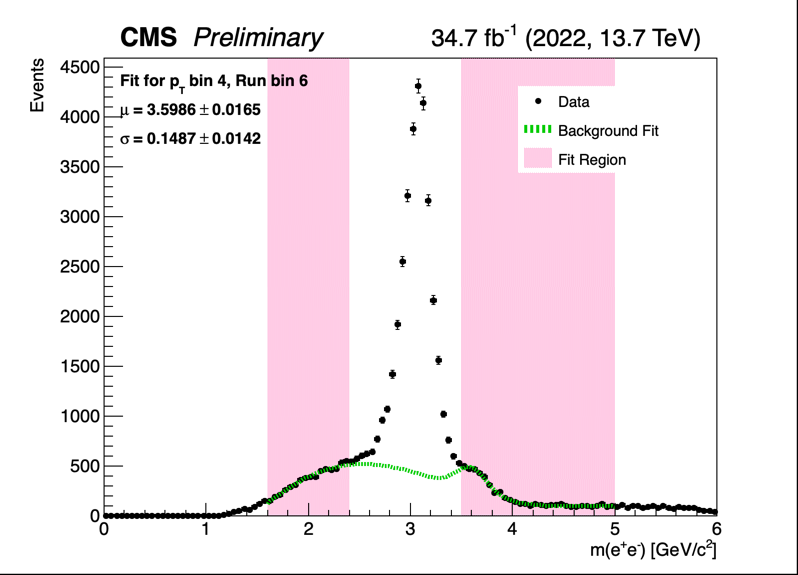 CMS Preliminary
34.7 fb⁻¹ (2022, 13.7 TeV)
Events
4500
4000
3500
3000
2500
2000
1500
1000
500
0
Fit for pT bin 4, Run bin 6
μ = 3.5986 ± 0.0165
σ = 0.1487 ± 0.0142
Data
Background Fit
Fit Region
0 1 2 3 4 5 6
m(e⁺e⁻) [GeV/c²]